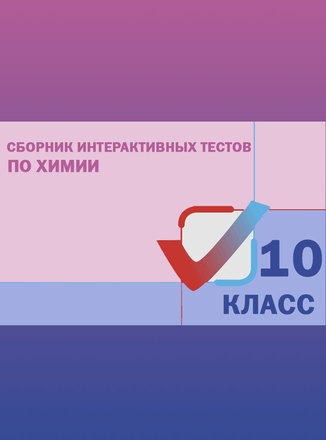 СБОРНИК ИНТЕРАКТИВНЫХ ТЕСТОВ
ПО ХИМИИ
10
КЛАСС